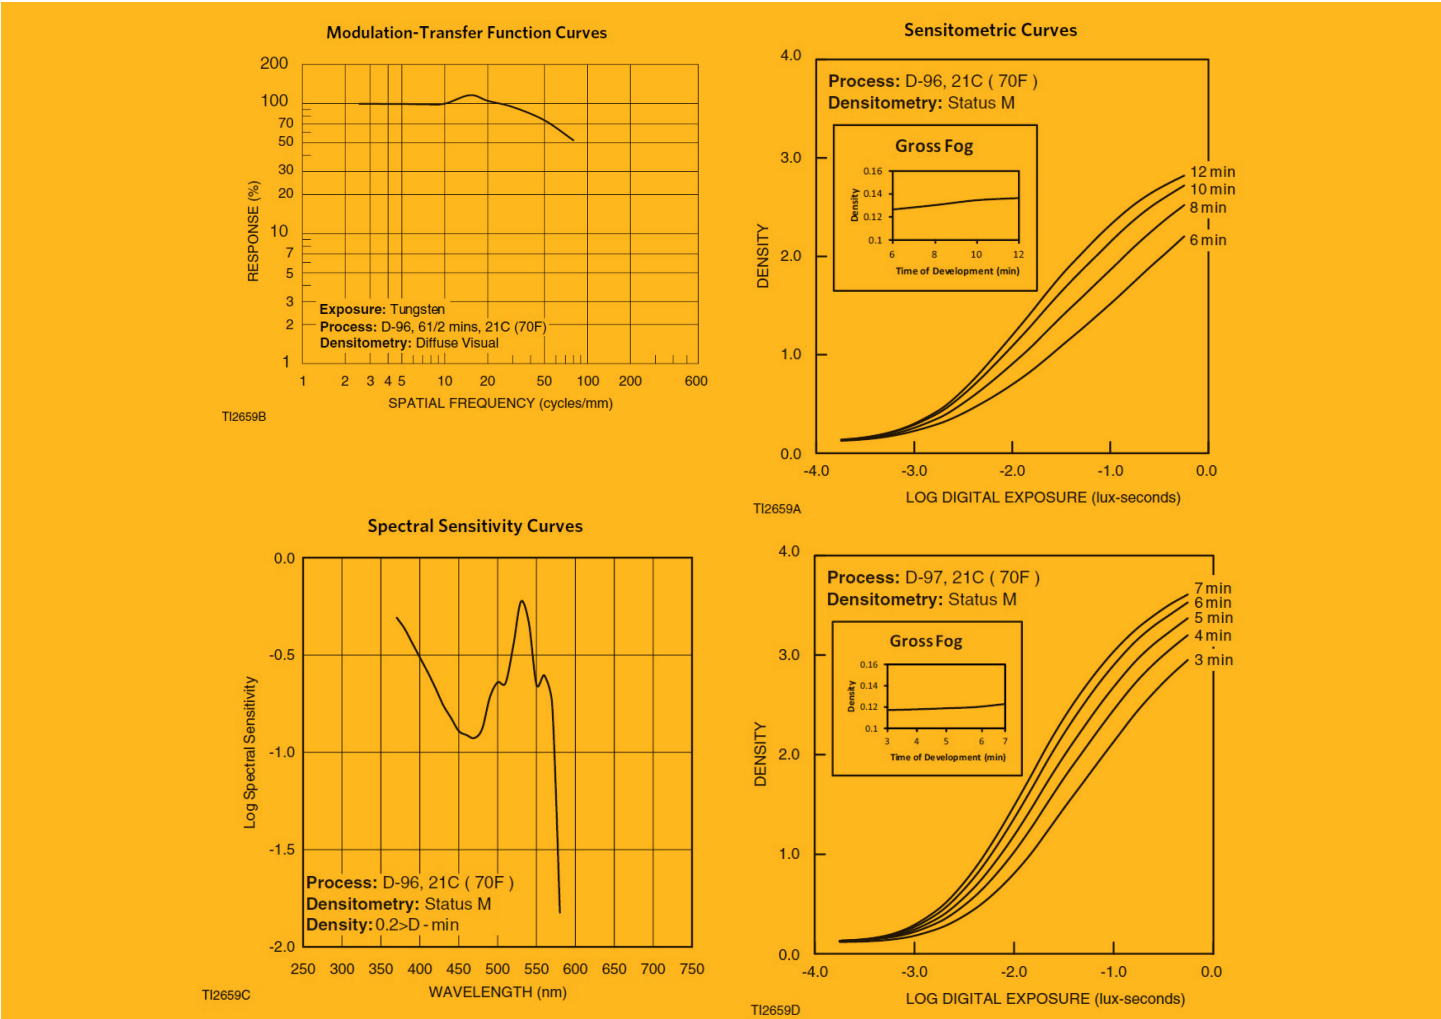 Modulation-Transfer Function Curves
200
100
70
50
30
20
10
7
5
3
2
1
RESPONSE (%)
Exposure: Tungsten
Process: D-96, 61/2 mins, 21C (70F)
Densitometry: Diffuse Visual
1 2 3 4 5 10 20 50 100 200 600
SPATIAL FREQUENCY (cycles/mm)
TI2659B
Sensitometric Curves
4.0
3.0
2.0
1.0
0.0
DENSITY
Process: D-96, 21C ( 70F )
Densitometry: Status M
Gross Fog
0.16
0.14
0.12
0.1
Density
6 8 10 12
Time of Development (min)
12 min
10 min
8 min
6 min
-4.0 -3.0 -2.0 -1.0 0.0
LOG DIGITAL EXPOSURE (lux-seconds)
TI2659A
Spectral Sensitivity Curves
0.0
-0.5
-1.0
-1.5
-2.0
Log Spectral Sensitivity
Process: D-96, 21C ( 70F )
Densitometry: Status M
Density: 0.2>D - min
250 300 350 400 450 500 550 600 650 700 750
WAVELENGTH (nm)
TI2659C
4.0
3.0
2.0
1.0
0.0
DENSITY
Process: D-97, 21C ( 70F )
Densitometry: Status M
Gross Fog
0.16
0.14
0.12
0.1
Density
3 4 5 6 7
Time of Development (min)
7 min
6 min
5 min
4 min
3 min
-4.0 -3.0 -2.0 -1.0 0.0
LOG DIGITAL EXPOSURE (lux-seconds)
TI2659D